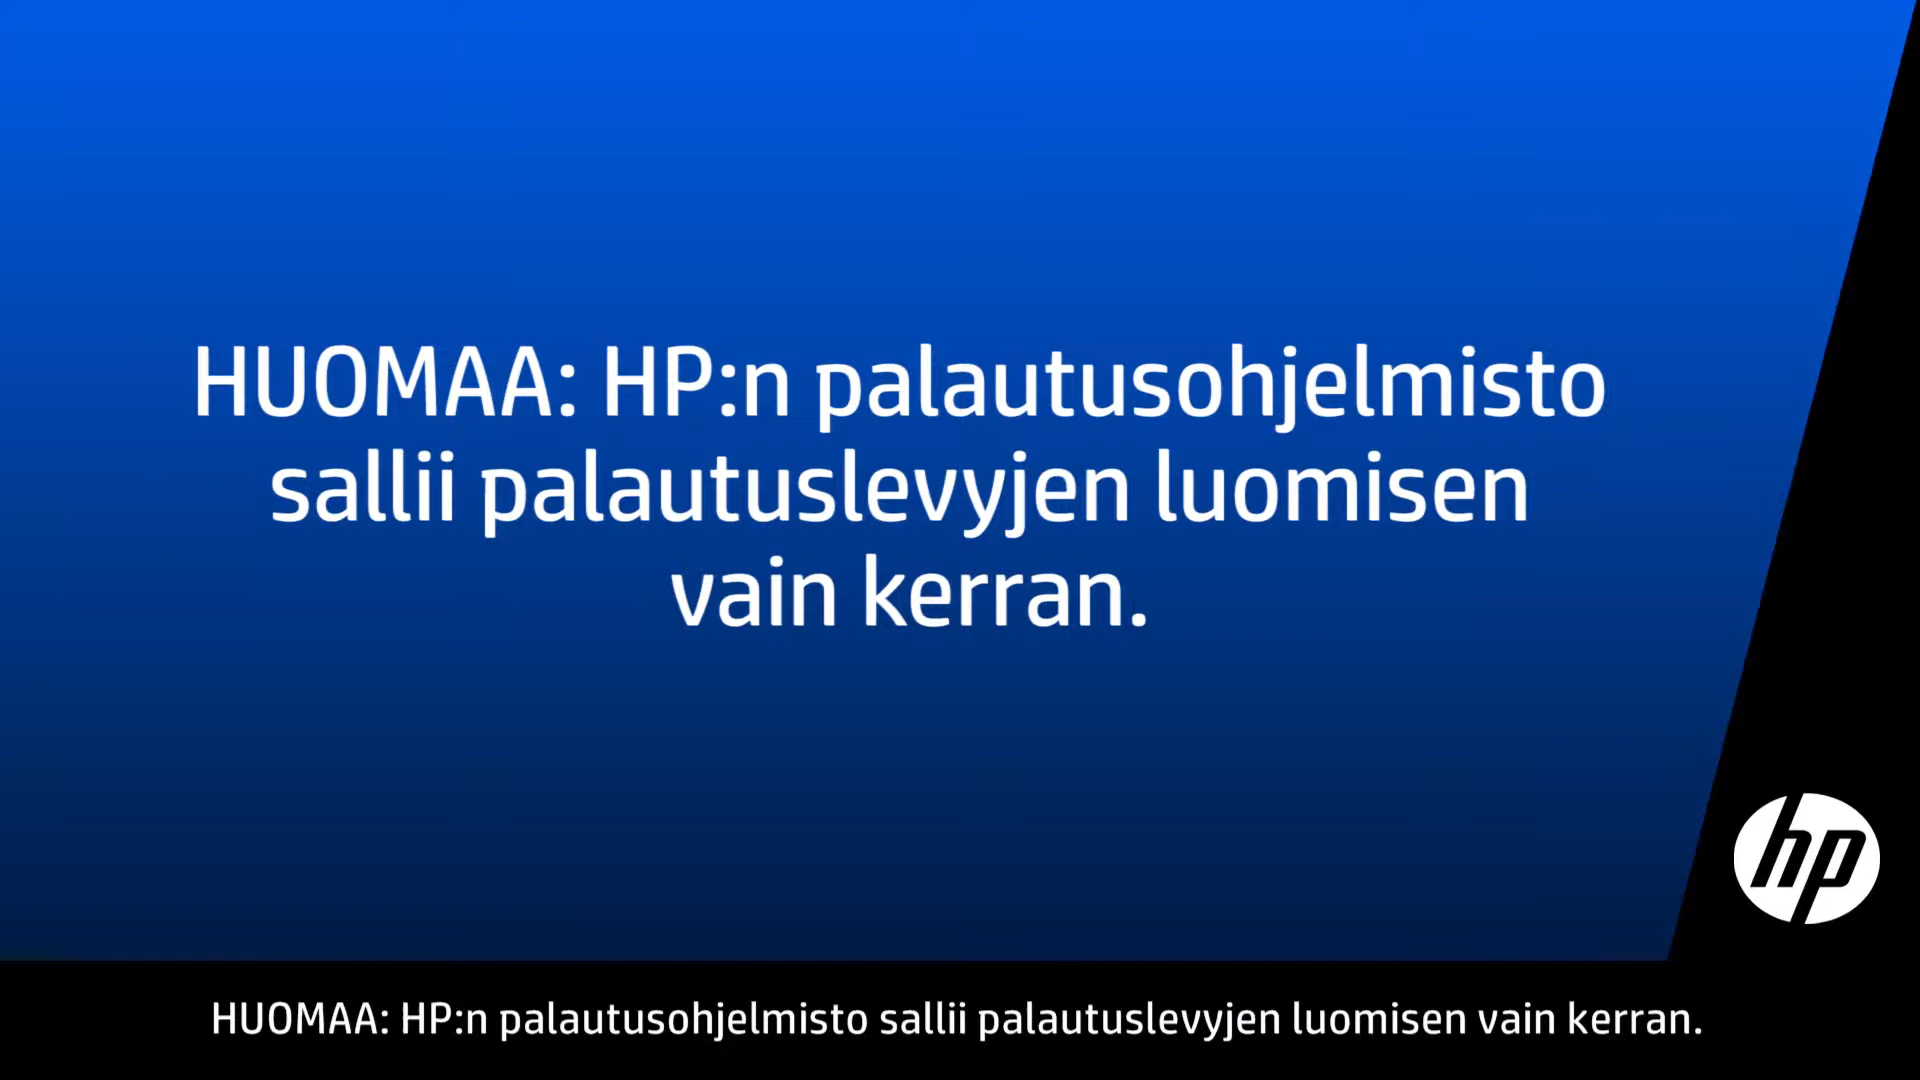 HUOMAA: HP:n palautusohjelmisto
sallii palautuslevyjen luomisen
vain kerran.
hp
HUOMAA: HP:n palautusohjelmisto sallii palautuslevyjen luomisen vain kerran.